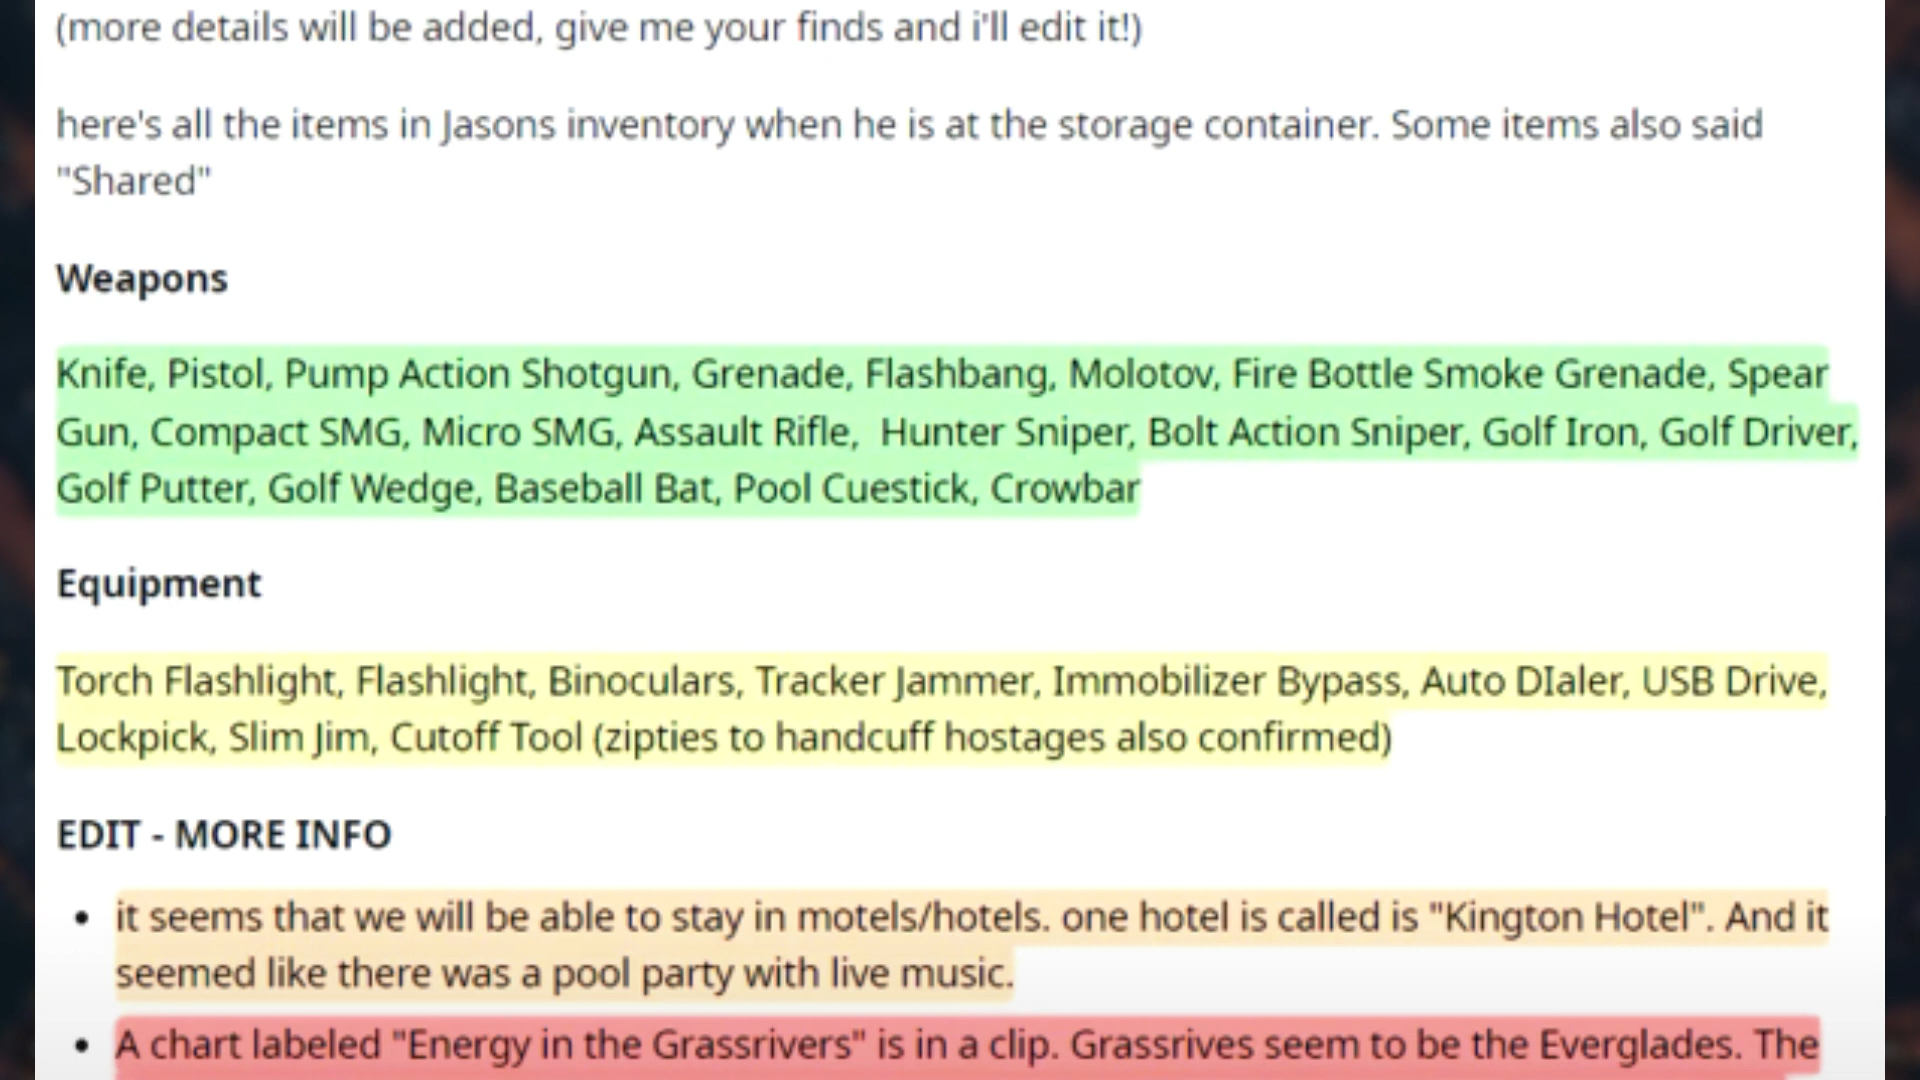 (more details will be added, give me your finds and i'll edit it!)
here's all the items in Jasons inventory when he is at the storage container. Some items also said
"Shared"
Weapons
Knife, Pistol, Pump Action Shotgun, Grenade, Flashbang, Molotov, Fire Bottle Smoke Grenade, Spear
Gun, Compact SMG, Micro SMG, Assault Rifle,  Hunter Sniper, Bolt Action Sniper, Golf Iron, Golf Driver,
Golf Putter, Golf Wedge, Baseball Bat, Pool Cuestick, Crowbar
Equipment
Torch Flashlight, Flashlight, Binoculars, Tracker Jammer, Immobilizer Bypass, Auto DIaler, USB Drive,
Lockpick, Slim Jim, Cutoff Tool (zipties to handcuff hostages also confirmed)
EDIT - MORE INFO
• it seems that we will be able to stay in motels/hotels. one hotel is called is "Kington Hotel". And it
seemed like there was a pool party with live music.
• A chart labeled "Energy in the Grassrivers" is in a clip. Grassrives seem to be the Everglades. The